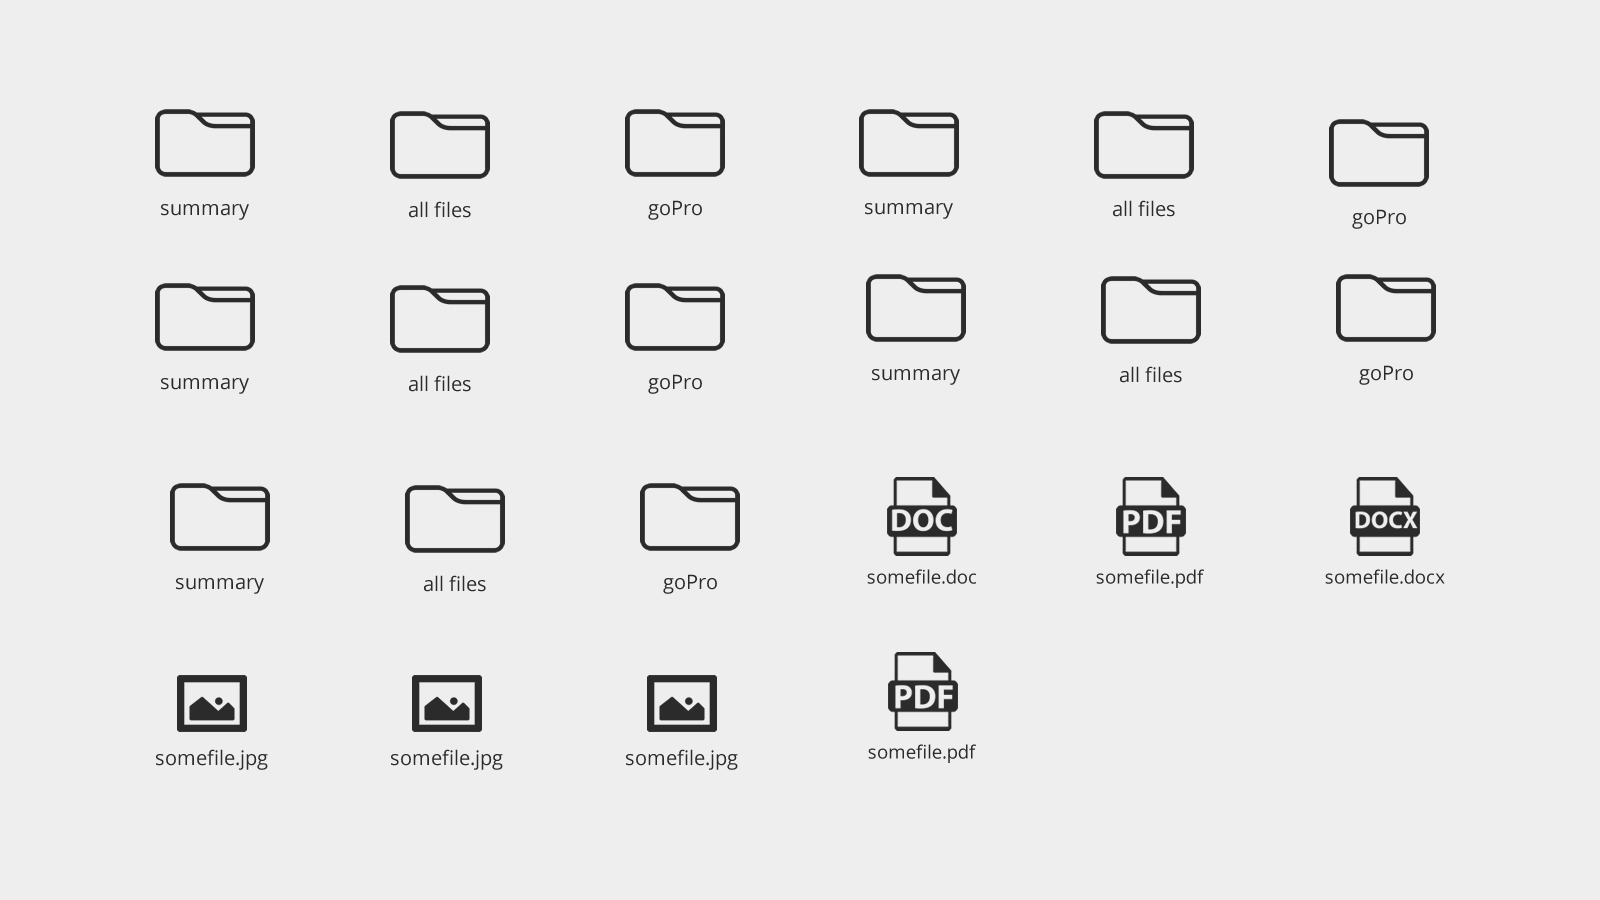 summary
all files
goPro
summary
all files
goPro
summary
all files
goPro
summary
all files
goPro
summary
all files
goPro
DOC
somefile.doc
PDF
somefile.pdf
DOCX
somefile.docx
somefile.jpg
somefile.jpg
somefile.jpg
PDF
somefile.pdf